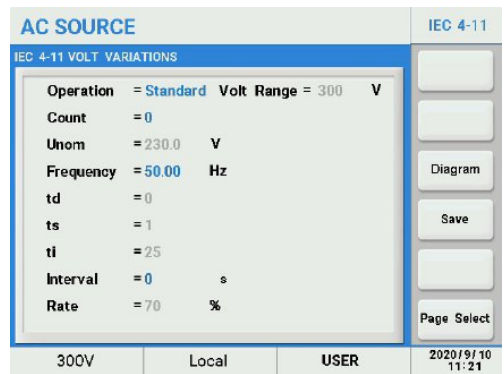 AC SOURCE
IEC 4-11
IEC 4-11 VOLT VARIATIONS
Operation = Standard Volt Range = 300 V
Count = 0
Unom = 230.0 V
Frequency = 50.00 Hz
td = 0
ts = 1
ti = 25
Interval = 0 s
Rate = 70 %
Diagram
Save
Page Select
300V Local USER 2020/9/10
11:21